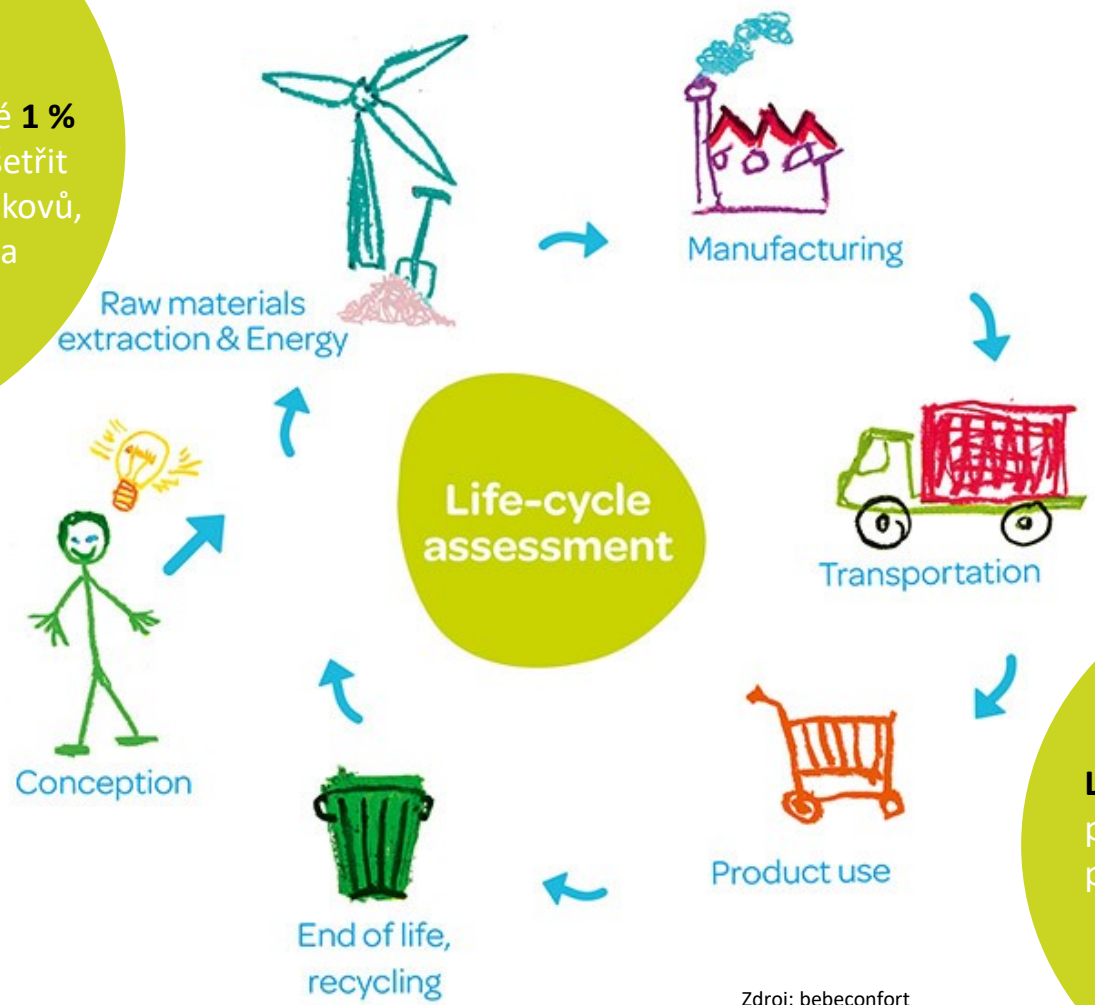 é 1 %
šetřit
kovů,
a
Raw materials
extraction & Energy
Manufacturing
Transportation
Life-cycle
assessment
Conception
Product use
End of life,
recycling
Zdroj: bebeconfort
L
p
p